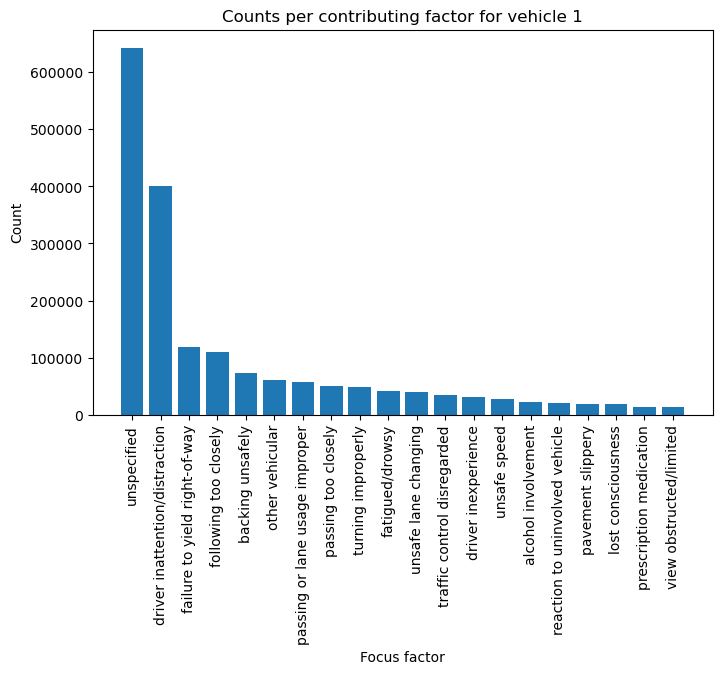 Counts per contributing factor for vehicle 1
Count
600000
500000
400000
300000
200000
100000
0
unspecified
driver inattention/distraction
failure to yield right-of-way
following too closely
backing unsafely
other vehicular
passing or lane usage improper
passing too closely
turning improperly
fatigued/drowsy
unsafe lane changing
traffic control disregarded
driver inexperience
unsafe speed
alcohol involvement
reaction to uninvolved vehicle
pavement slippery
lost consciousness
prescription medication
view obstructed/limited
Focus factor